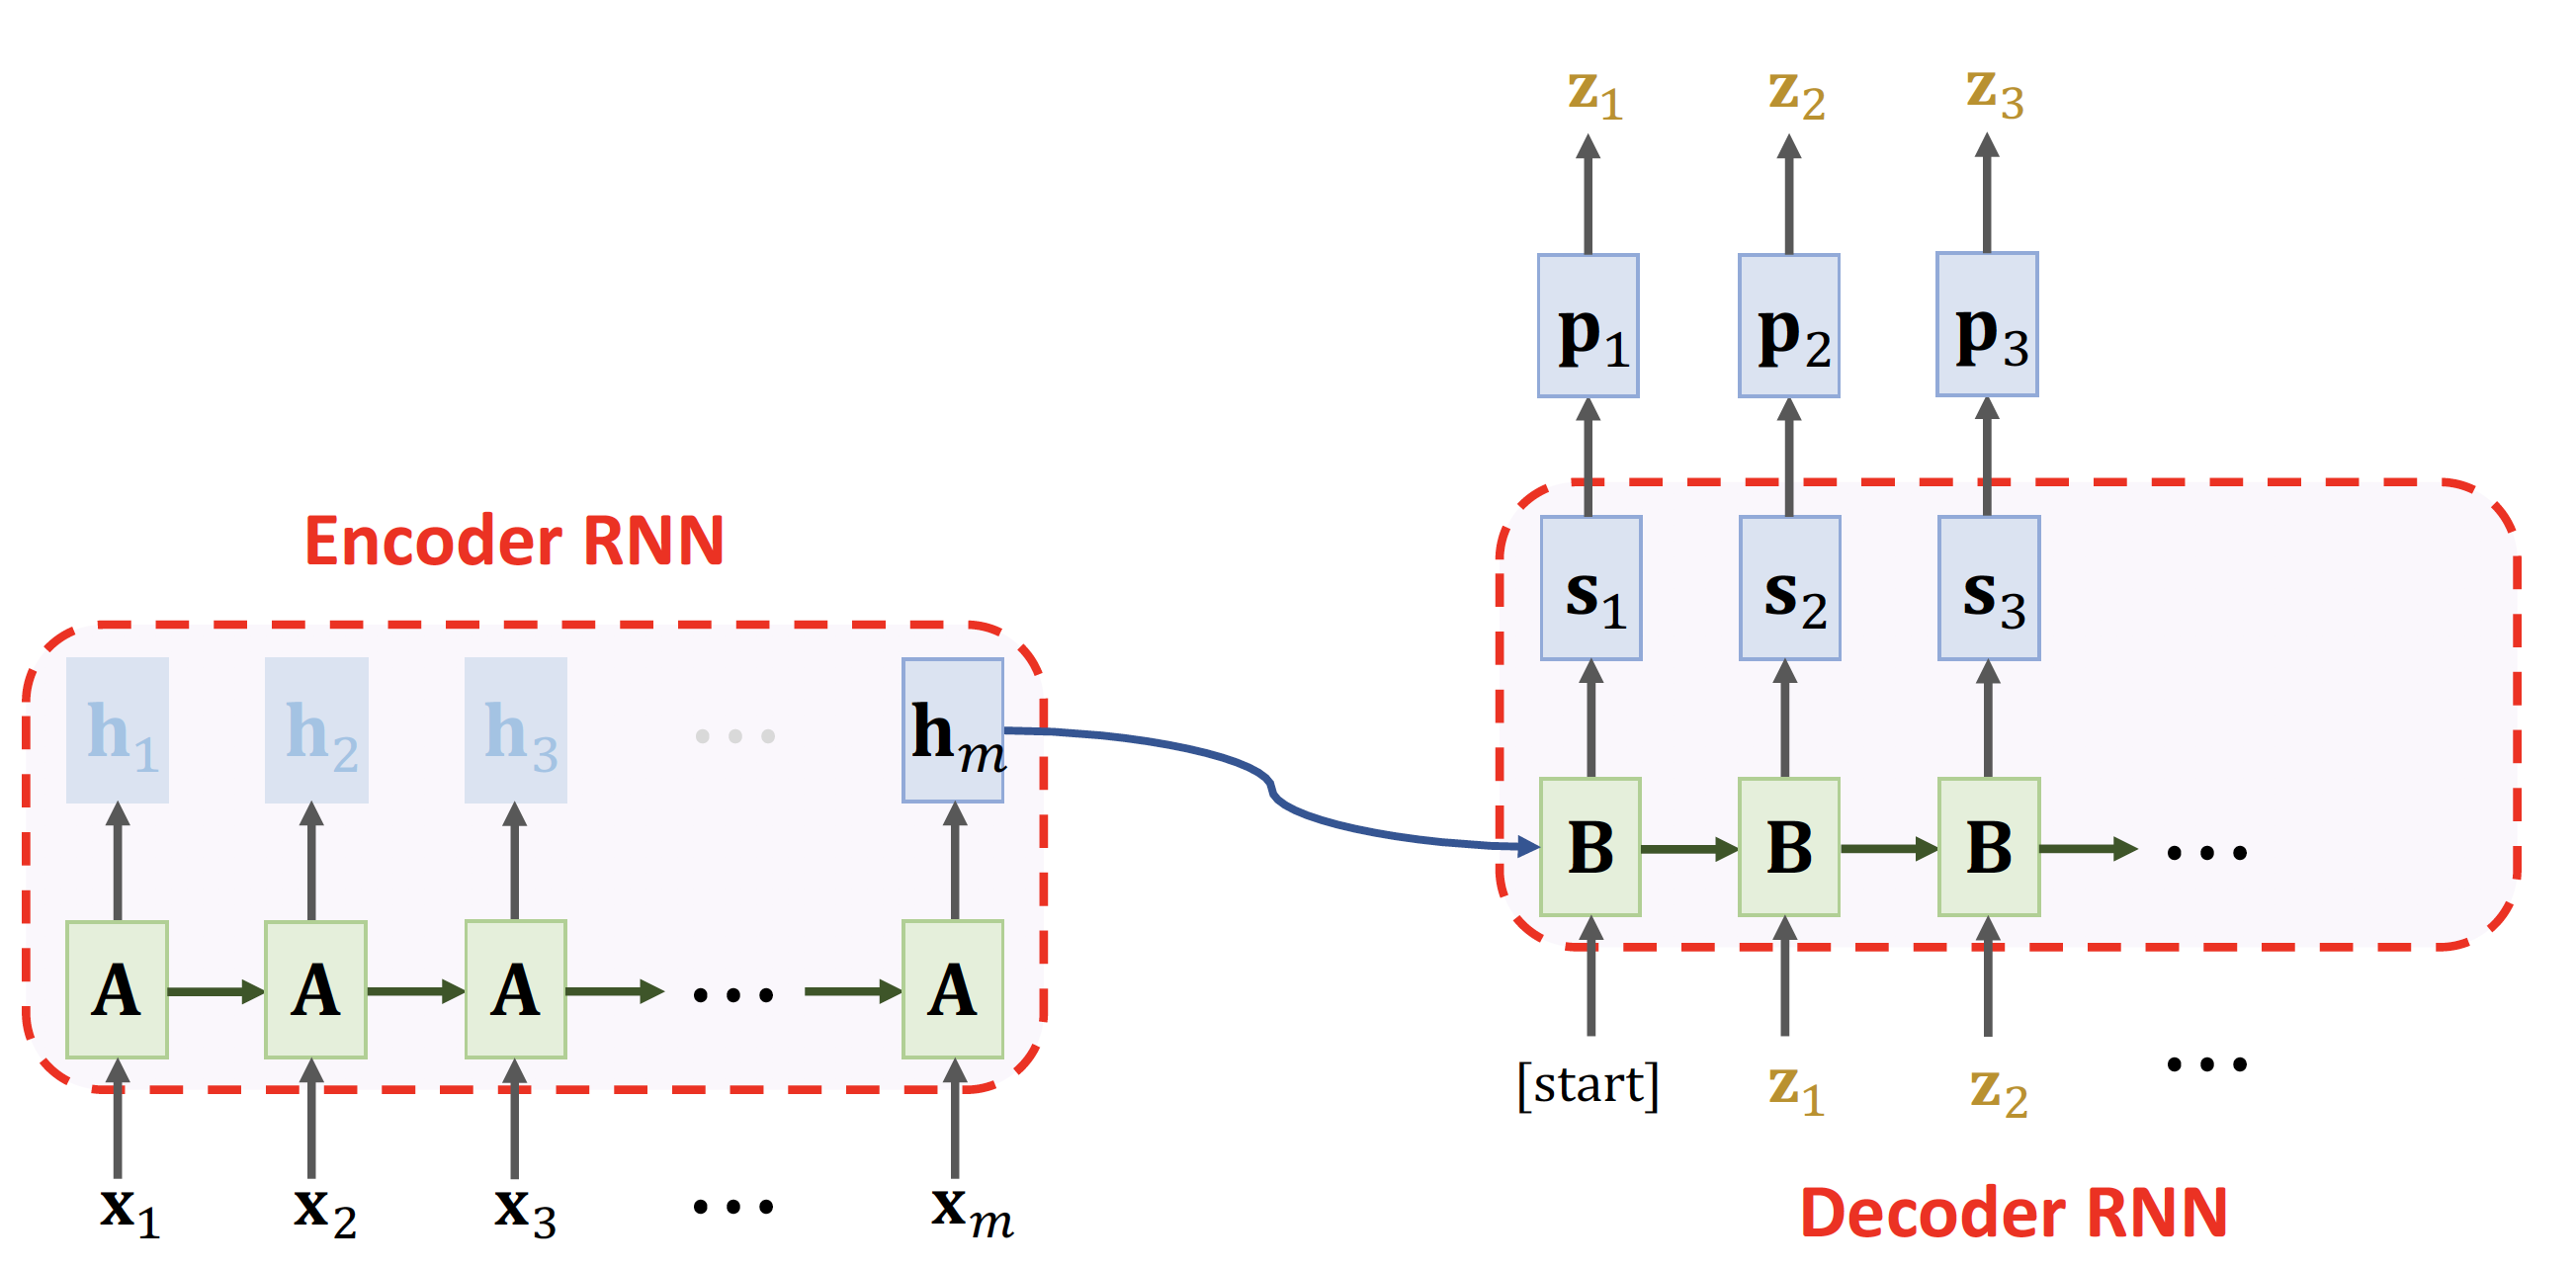 z1 z2 z3
p1 p2 p3
Encoder RNN
s1 s2 s3
h1 h2 h3 ... hm
B B B ...
A A A ... A
[start] z1 z2 ...
x1 x2 x3 ... xm
Decoder RNN